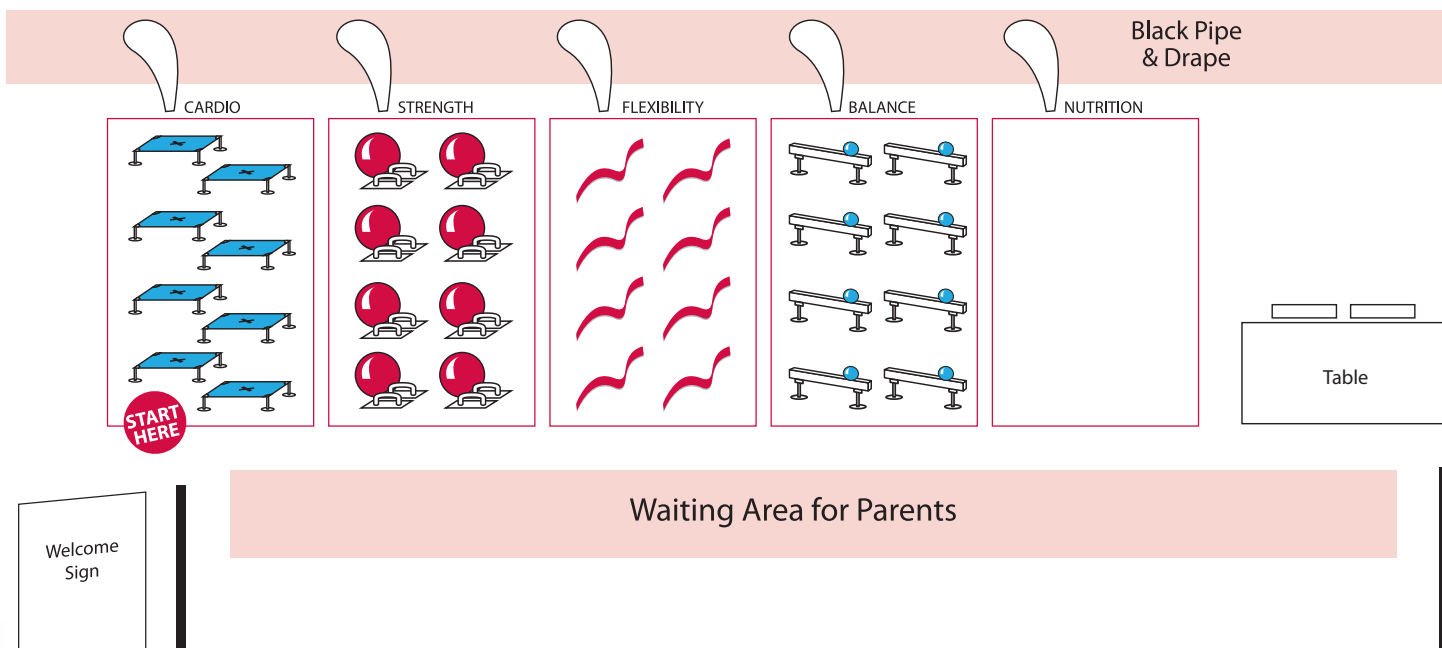 Black Pipe
& Drape
CARDIO
STRENGTH
FLEXIBILITY
BALANCE
NUTRITION
Table
START
HERE
Waiting Area for Parents
Welcome
Sign